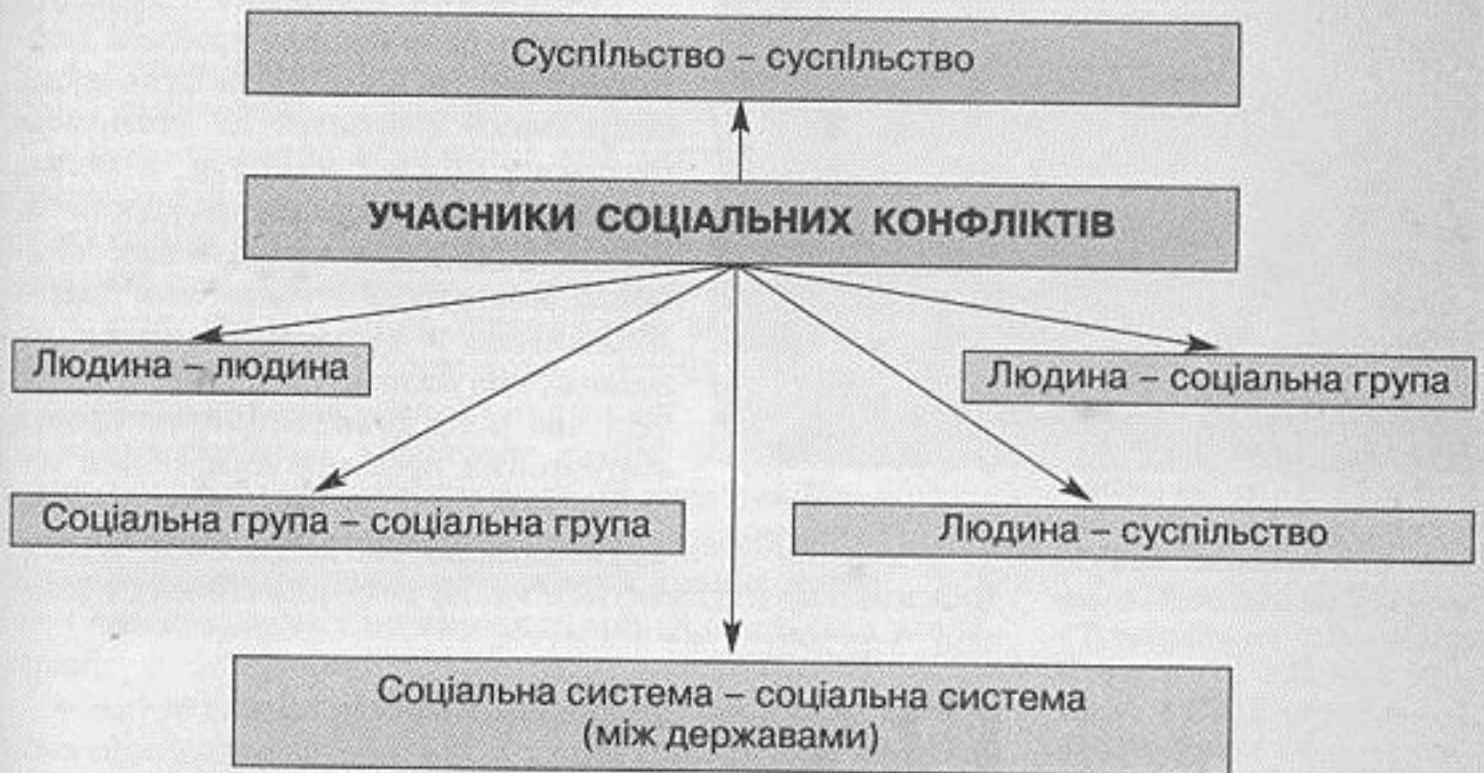 Суспільство – суспільство
УЧАСНИКИ СОЦІАЛЬНИХ КОНФЛІКТІВ
Людина – людина
Людина – соціальна група
Соціальна група – соціальна група
Людина – суспільство
Соціальна система – соціальна система
(між державами)